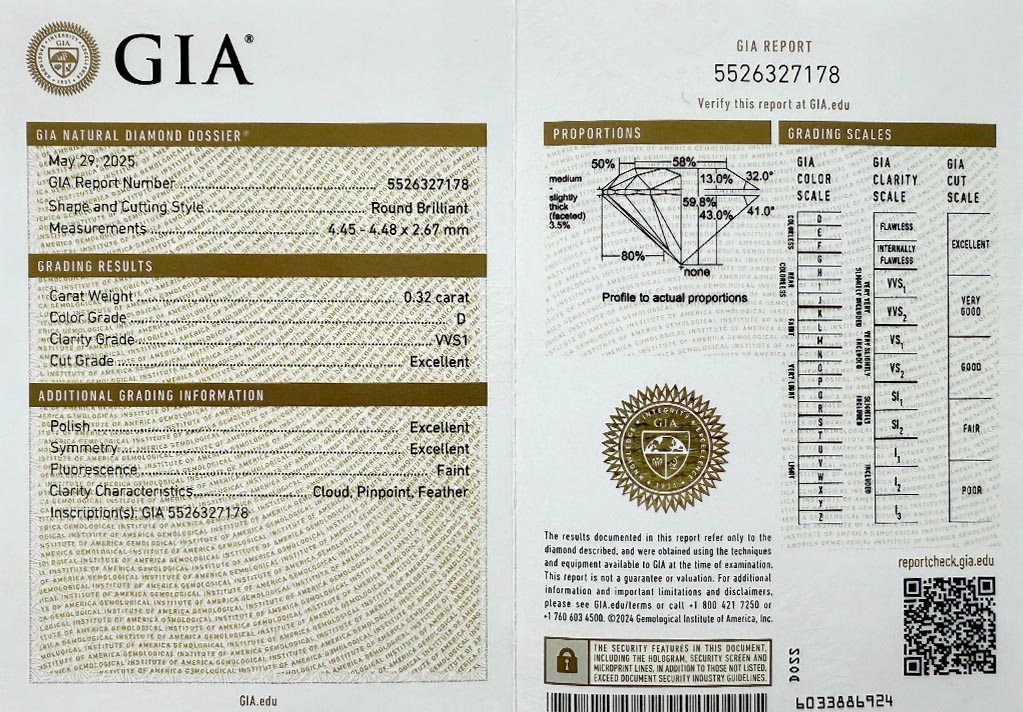 GIA®
GIA NATURAL DIAMOND DOSSIER®
May 29, 2025
GIA Report Number 5526327178
Shape and Cutting Style Round Brilliant
Measurements 4.45 - 4.48 x 2.67 mm
GRADING RESULTS
Carat Weight 0.32 carat
Color Grade D
Clarity Grade VVS1
Cut Grade Excellent
ADDITIONAL GRADING INFORMATION
Polish Excellent
Symmetry Excellent
Fluorescence Faint
Clarity Characteristics Cloud, Pinpoint, Feather
Inscription(s): GIA 5526327178
GIA.edu
GIA REPORT
5526327178
Verify this report at GIA.edu
PROPORTIONS
50%
58%
medium
-
slightly
thick
(faceted)
3.5%
13.0%
32.0°
59.8%
43.0%
41.0°
80%
none
Profile to actual proportions
GIA
INTEGRITY
1931
The results documented in this report refer only to the
diamond described, and were obtained using the techniques
and equipment available to GIA at the time of examination.
This report is not a guarantee or valuation. For additional
information and important limitations and disclaimers,
please see GIA.edu/terms or call +1 800 421 7250 or
+1 760 603 4500. ©2024 Gemological Institute of America, Inc.
THE SECURITY FEATURES IN THIS DOCUMENT,
INCLUDING THE HOLOGRAM, SECURITY SCREEN AND
MICROPRINT LINES, IN ADDITION TO THOSE NOT LISTED,
EXCEED DOCUMENT SECURITY INDUSTRY GUIDELINES.
GRADING SCALES
GIA
COLOR
SCALE
COLORLESS
D
E
F
NEAR COLORLESS
G
H
I
J
FAINT
K
L
M
VERY LIGHT
N
O
P
Q
R
LIGHT
S
T
U
V
W
X
Y
Z
GIA
CLARITY
SCALE
FLAWLESS
INTERNALLY
FLAWLESS
VERY VERY SLIGHTLY INCLUDED
VVS1
VVS2
VERY SLIGHTLY INCLUDED
VS1
VS2
SLIGHTLY INCLUDED
SI1
SI2
INCLUDED
I1
I2
I3
GIA
CUT
SCALE
EXCELLENT
VERY
GOOD
GOOD
FAIR
POOR
reportcheck.gia.edu
DOZZ
6033886924